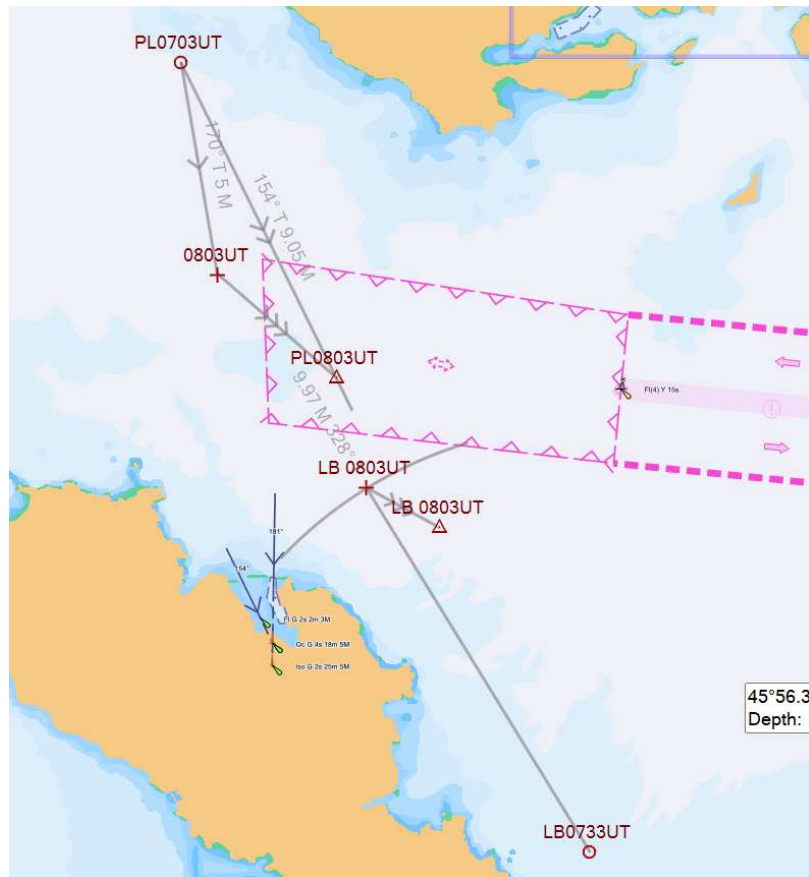 PL0703UT
170° T 5 M
154° T 9.05 M
0803UT
PL0803UT
Fl(4) Y 15s
9.97 M 328°
LB 0803UT
LB 0803UT
181°
154°
Fl G 2s 2m 3M
Oc G 4s 18m 5M
Iso G 2s 25m 5M
45°56.3
Depth:
LB0733UT